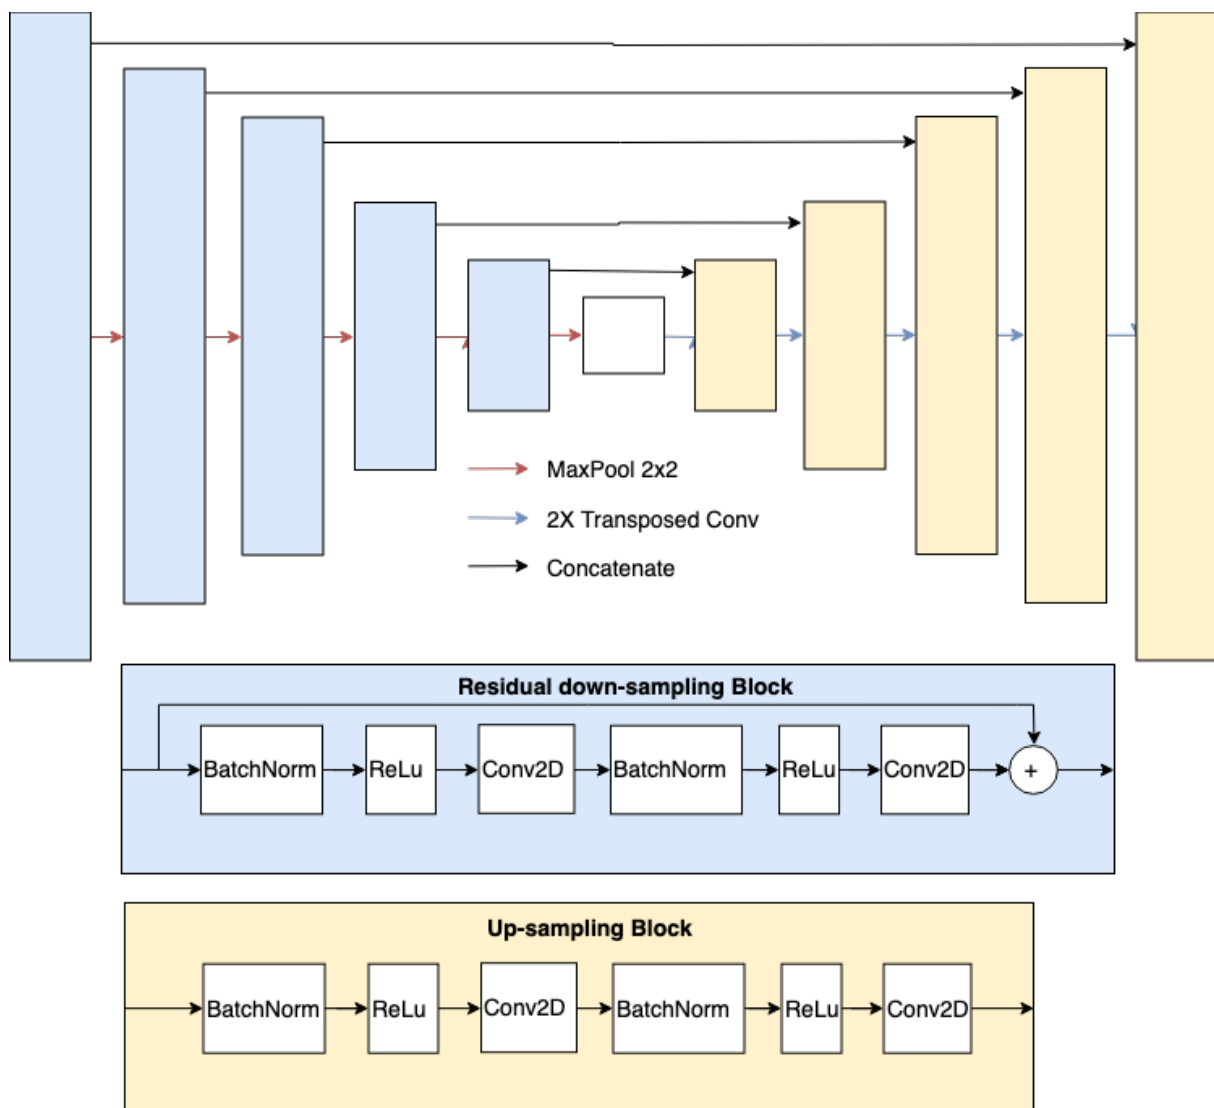 MaxPool 2x2
2X Transposed Conv
Concatenate
Residual down-sampling Block
BatchNorm ReLu Conv2D BatchNorm ReLu Conv2D +
Up-sampling Block
BatchNorm ReLu Conv2D BatchNorm ReLu Conv2D